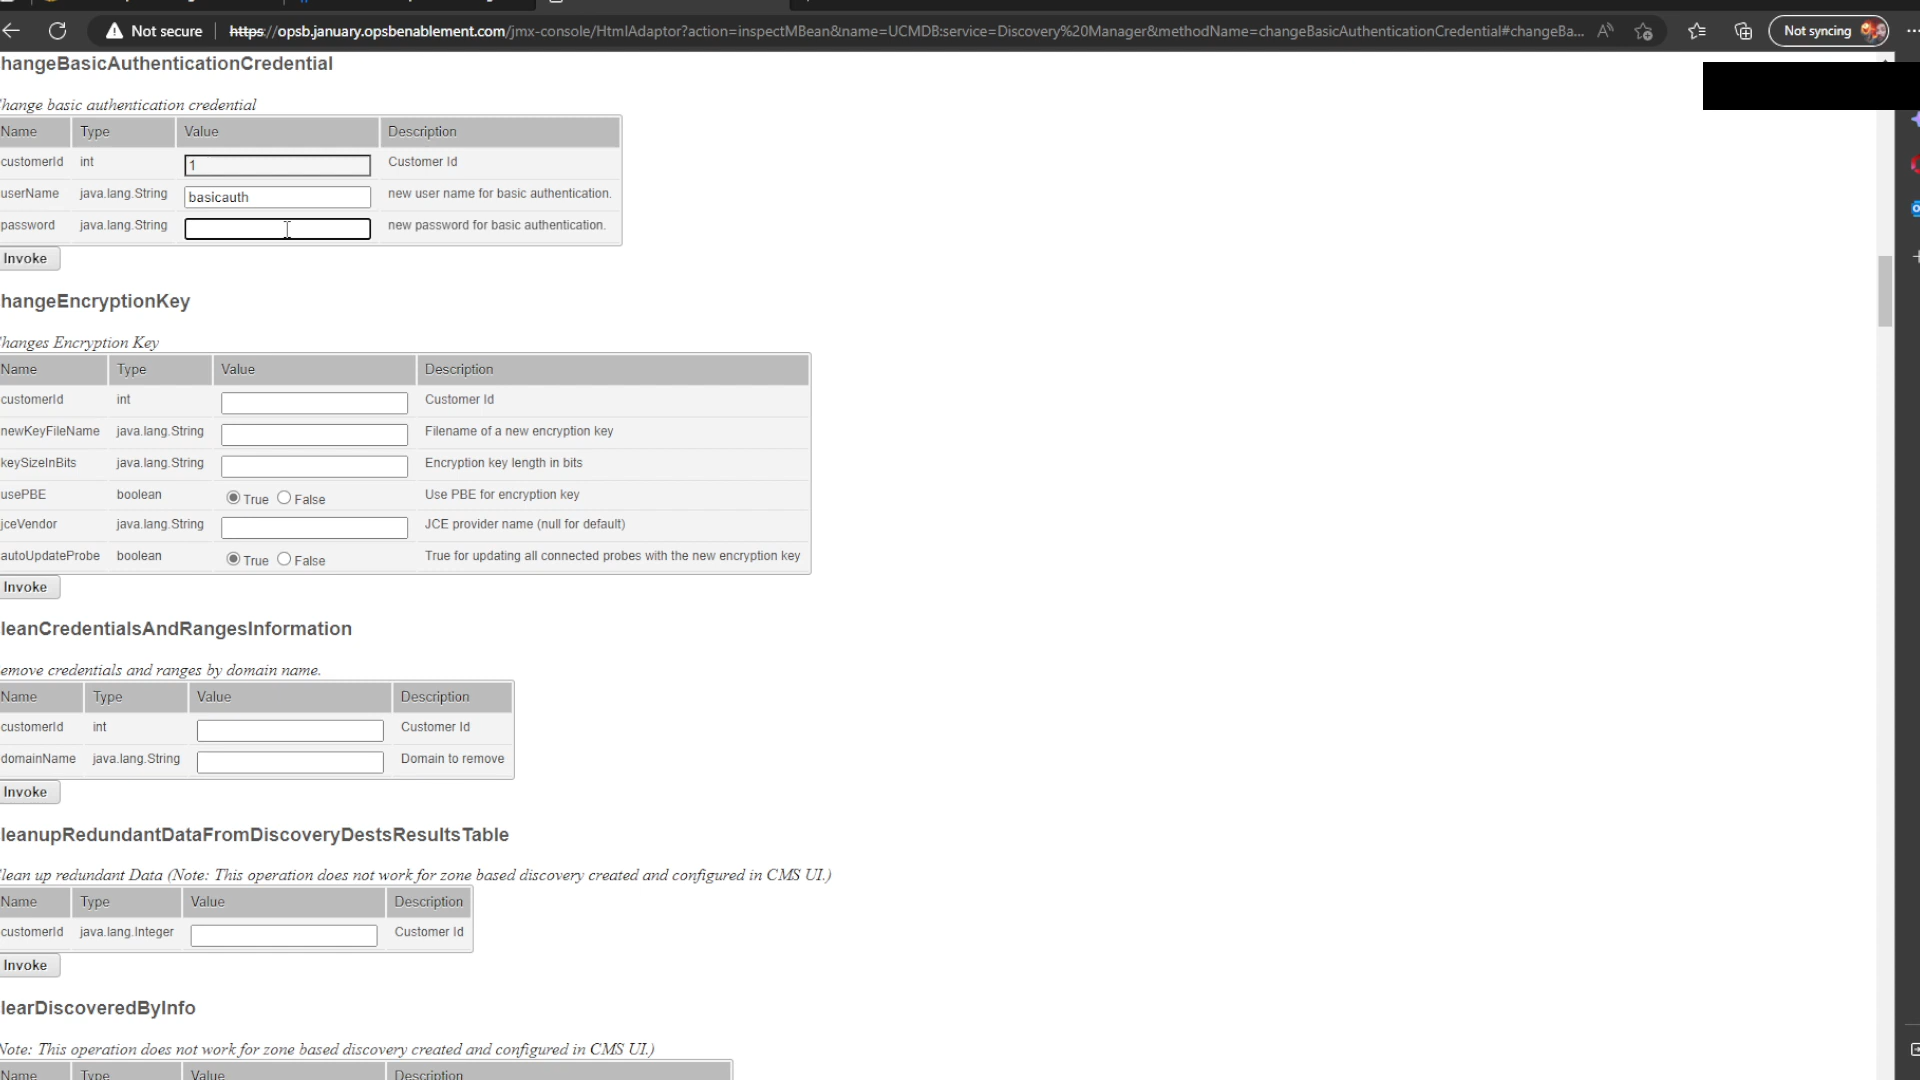 Not secure https://opsb.january.opsbenablement.com/jmx-console/HtmlAdaptor?action=inspectMBean&name=UCMDB:service=Discovery%20Manager&methodName=changeBasicAuthenticationCredential#changeBa... Not syncing
hangeBasicAuthenticationCredential
hange basic authentication credential
Name Type Value Description
customerId int 1 Customer Id
userName java.lang.String basicauth new user name for basic authentication.
password java.lang.String new password for basic authentication.
Invoke
hangeEncryptionKey
hanges Encryption Key
Name Type Value Description
customerId int Customer Id
newKeyFileName java.lang.String Filename of a new encryption key
keySizeInBits java.lang.String Encryption key length in bits
usePBE boolean True False Use PBE for encryption key
jceVendor java.lang.String JCE provider name (null for default)
autoUpdateProbe boolean True False True for updating all connected probes with the new encryption key
Invoke
leanCredentialsAndRangesInformation
emove credentials and ranges by domain name.
Name Type Value Description
customerId int Customer Id
domainName java.lang.String Domain to remove
Invoke
leanupRedundantDataFromDiscoveryDestsResultsTable
lean up redundant Data (Note: This operation does not work for zone based discovery created and configured in CMS UI.)
Name Type Value Description
customerId java.lang.Integer Customer Id
Invoke
learDiscoveredByInfo
Note: This operation does not work for zone based discovery created and configured in CMS UI.)
Name Type Value Description